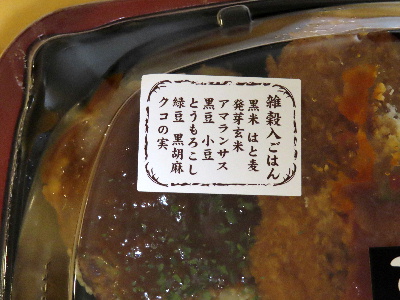 雑穀入ごはん
黒米 はと麦
発芽玄米
アマランサス
黒豆 小豆
とうもろこし
緑豆 黒胡麻
クコの実